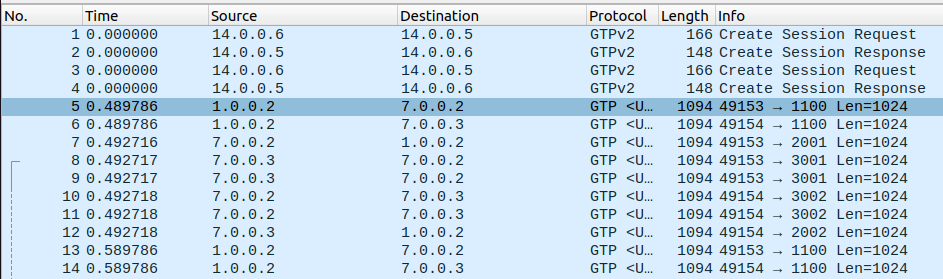 No. Time Source Destination Protocol Length Info
1 0.000000 14.0.0.6 14.0.0.5 GTPv2 166 Create Session Request
2 0.000000 14.0.0.5 14.0.0.6 GTPv2 148 Create Session Response
3 0.000000 14.0.0.6 14.0.0.5 GTPv2 166 Create Session Request
4 0.000000 14.0.0.5 14.0.0.6 GTPv2 148 Create Session Response
5 0.489786 1.0.0.2 7.0.0.2 GTP <U… 1094 49153 → 1100 Len=1024
6 0.489786 1.0.0.2 7.0.0.3 GTP <U… 1094 49154 → 1100 Len=1024
7 0.492716 7.0.0.2 1.0.0.2 GTP <U… 1094 49153 → 2001 Len=1024
8 0.492717 7.0.0.3 7.0.0.2 GTP <U… 1094 49153 → 3001 Len=1024
9 0.492717 7.0.0.3 7.0.0.2 GTP <U… 1094 49153 → 3001 Len=1024
10 0.492718 7.0.0.2 7.0.0.3 GTP <U… 1094 49154 → 3002 Len=1024
11 0.492718 7.0.0.2 7.0.0.3 GTP <U… 1094 49154 → 3002 Len=1024
12 0.492718 7.0.0.3 1.0.0.2 GTP <U… 1094 49154 → 2002 Len=1024
13 0.589786 1.0.0.2 7.0.0.2 GTP <U… 1094 49153 → 1100 Len=1024
14 0.589786 1.0.0.2 7.0.0.3 GTP <U… 1094 49154 → 1100 Len=1024